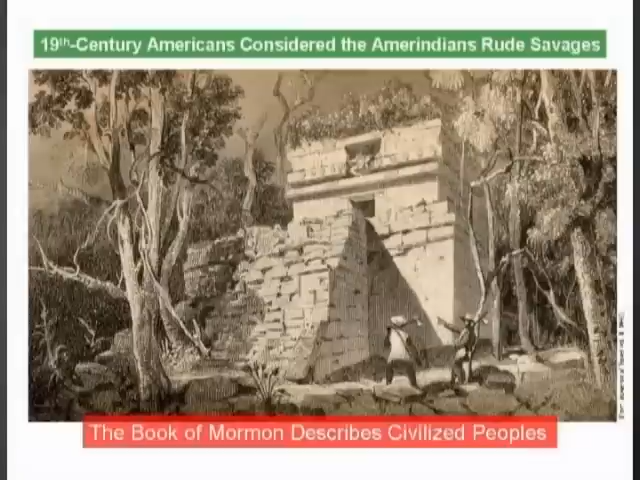 19th-Century Americans Considered the Amerindians Rude Savages
The Book of Mormon Describes Civilized Peoples